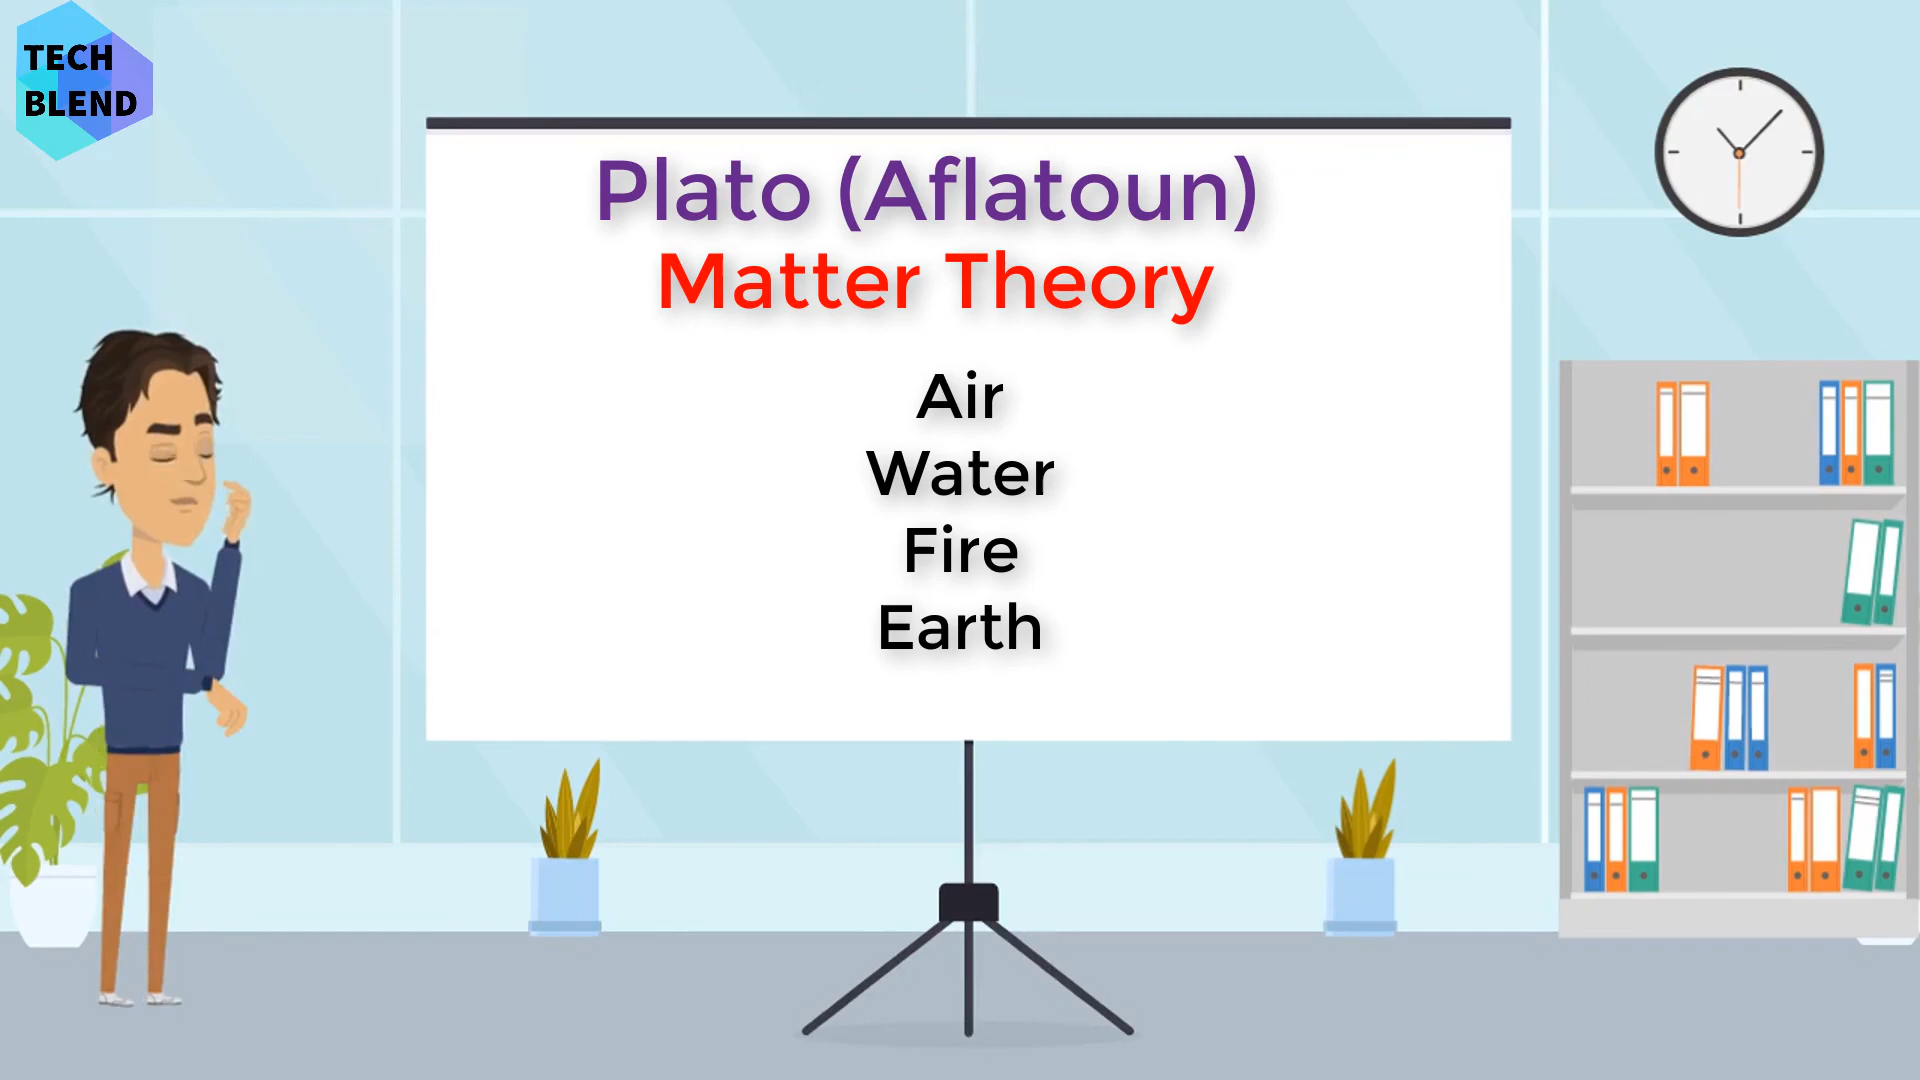 TECH
BLEND
Plato (Aflatoun)
Matter Theory
Air
Water
Fire
Earth